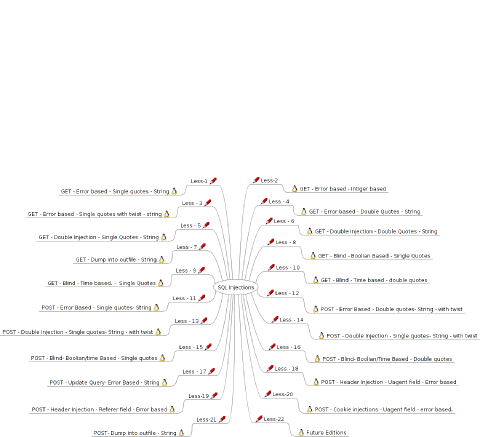 Less-1
GET - Error based - Single quotes - String
Less - 3
GET - Error based - Single quotes with twist - string
Less - 5
GET - Double Injection - Single Quotes - String
Less - 7
GET - Dump into outfile - String
Less - 9
GET - Blind - Time based. - Single Quotes
Less - 11
POST - Error Based - Single quotes- String
Less - 13
POST - Double Injection - Single quotes- String - with twist
Less - 15
POST - Blind- Boolian/time Based - Single quotes
Less - 17
POST - Update Query- Error Based - String
Less-19
POST - Header Injection - Referer field - Error based
Less-21
POST- Dump into outfile - String
SQL Injections
Less-2
GET - Error based - Intiger based
Less - 4
GET - Error based - Double Quotes - String
Less - 6
GET - Double Injection - Double Quotes - String
Less - 8
GET - Blind - Boolian Based - Single Quotes
Less - 10
GET - Blind - Time based - double quotes
Less - 12
POST - Error Based - Double quotes- String - with twist
Less - 14
POST - Double Injection - Single quotes- String - with twist
Less - 16
POST - Blind- Boolian/Time Based - Double quotes
Less - 18
POST - Header Injection - Uagent field - Error based
Less-20
POST - Cookie injections - Uagent field - error based.
Less-22
Future Editions